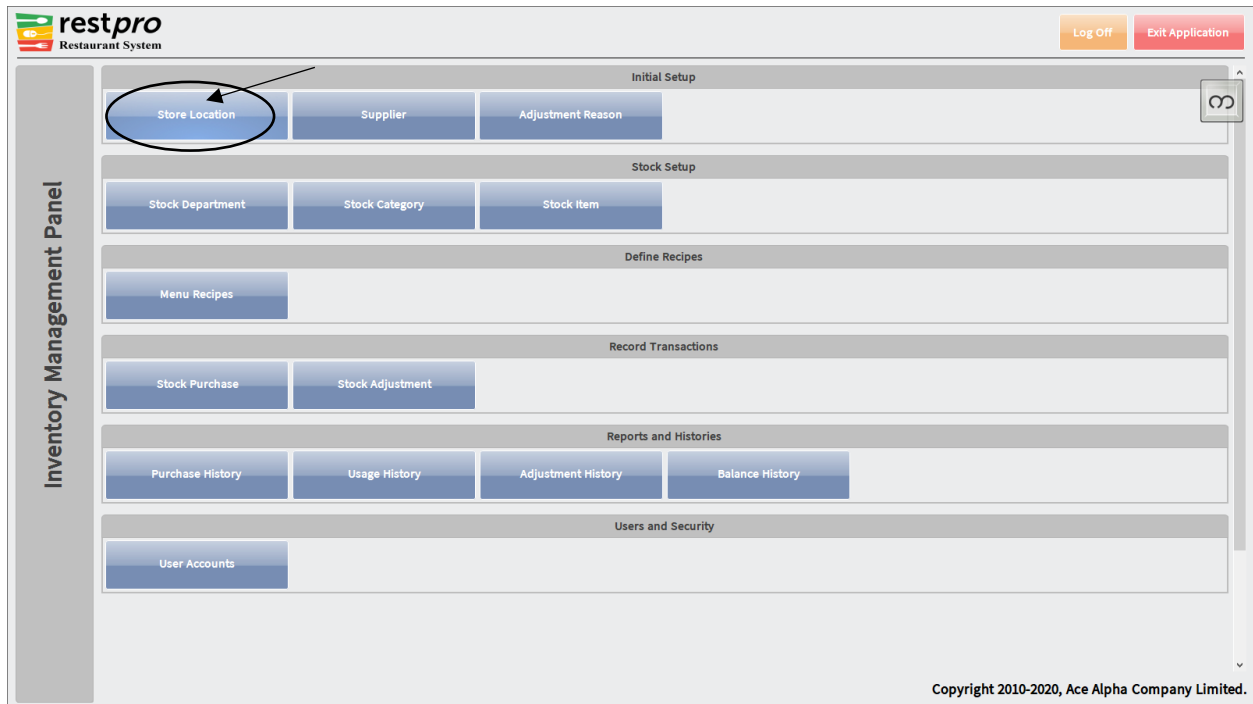 restpro
Restaurant System
Log Off
Exit Application
Inventory Management Panel
Initial Setup
Store Location
Supplier
Adjustment Reason
Stock Setup
Stock Department
Stock Category
Stock Item
Define Recipes
Menu Recipes
Record Transactions
Stock Purchase
Stock Adjustment
Reports and Histories
Purchase History
Usage History
Adjustment History
Balance History
Users and Security
User Accounts
Copyright 2010-2020, Ace Alpha Company Limited.